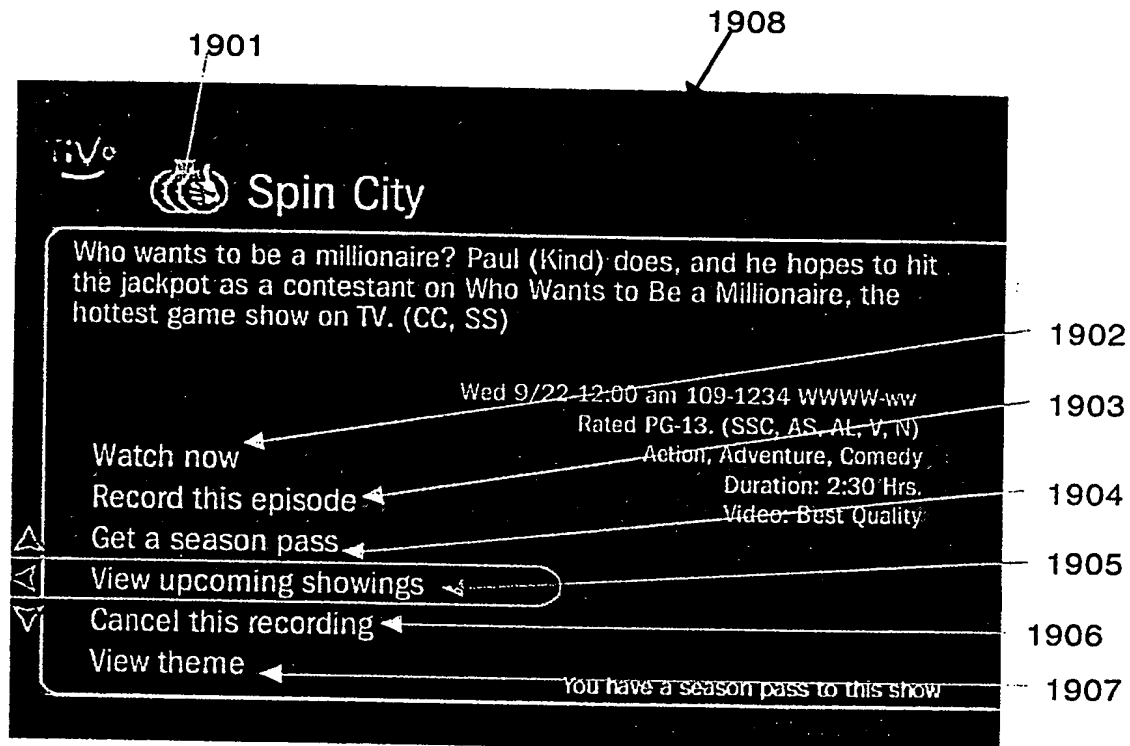 1908
1901
TiVo
Spin City
Who wants to be a millionaire? Paul (Kind) does, and he hopes to hit
the jackpot as a contestant on Who Wants to Be a Millionaire, the
hottest game show on TV. (CC, SS)
1902
Wed 9/22 12:00 am 109-1234 WWWW-ww
1903
Rated PG-13. (SSC, AS, AL, V, N)
Watch now
Action, Adventure, Comedy
Record this episode
Duration: 2:30 Hrs.
1904
Video: Best Quality
Get a season pass
1905
View upcoming showings
Cancel this recording
1906
View theme
You have a season pass to this show
1907